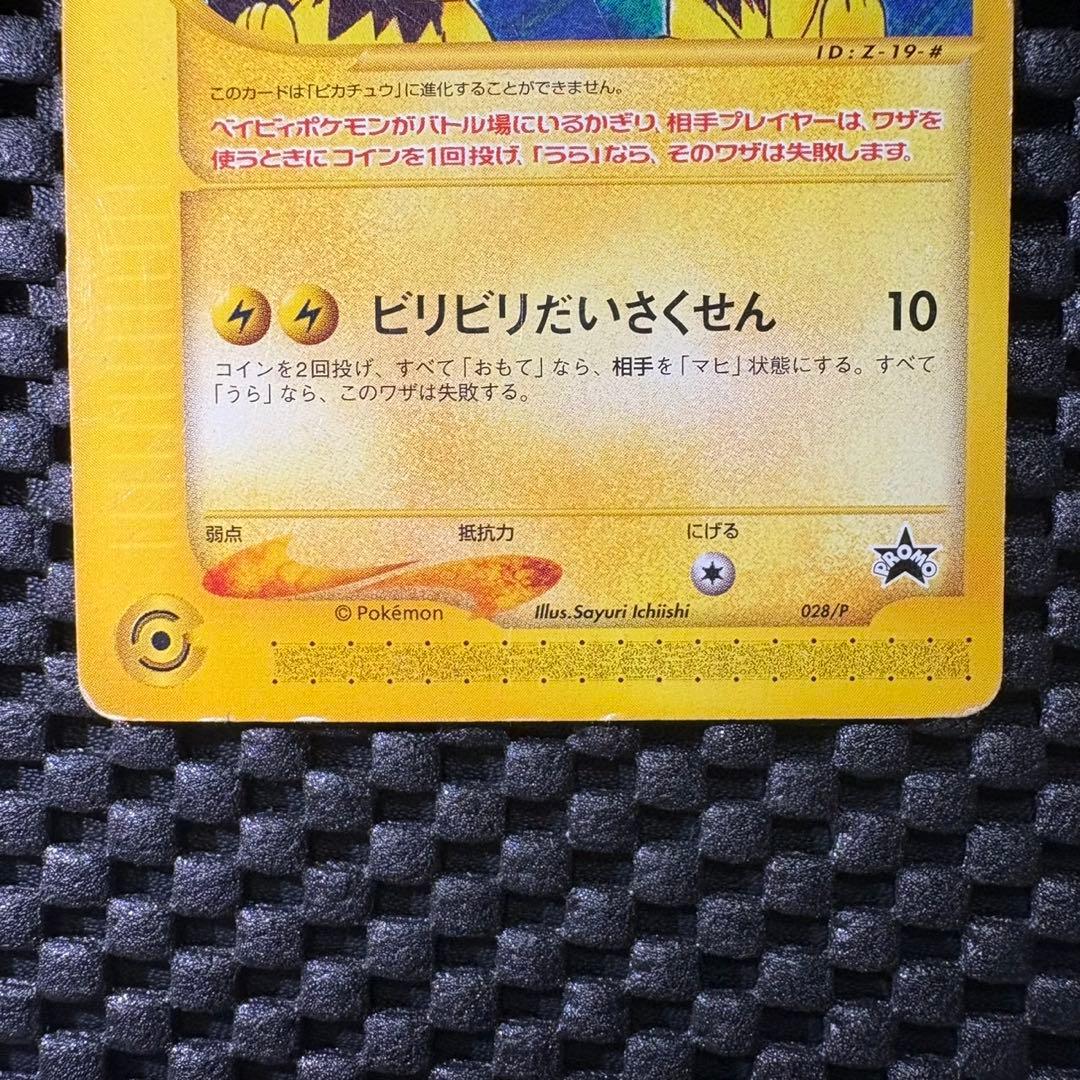 ID:Z-19-#
このカードは「ピカチュウ」に進化することができません。
ベイビィポケモンがバトル場にいるかぎり、相手プレイヤーは、ワザを
使うときにコインを1回投げ、「うら」なら、そのワザは失敗します。
ビリビリだいさくせん 10
コインを2回投げ、すべて「おもて」なら、相手を「マヒ」状態にする。すべて
「うら」なら、このワザは失敗する。
弱点 抵抗力 にげる
PROMO
© Pokémon Illus.Sayuri Ichiishi 028/P